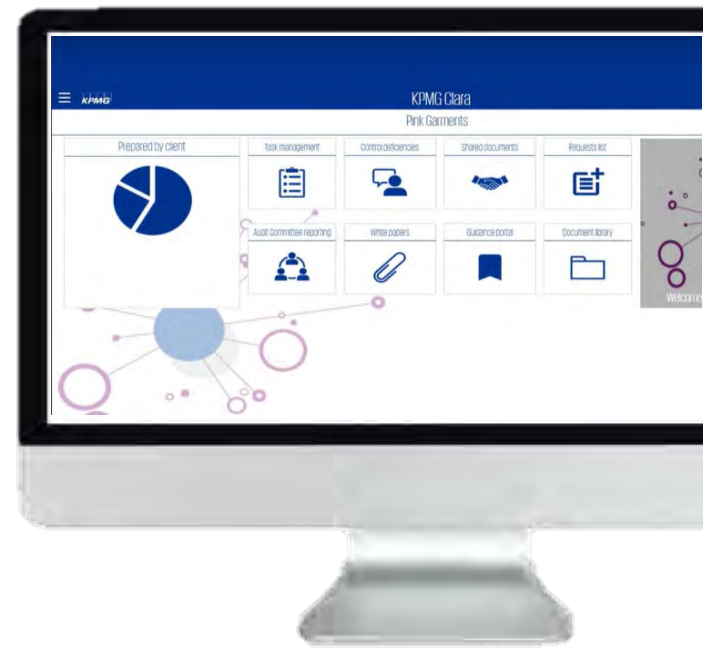 KPMG
KPMG Clara
Pink Garments
Prepared by client
Task management
Control deficiencies
Shared documents
Requests list
Audit Committee reporting
White papers
Guidance portal
Document library
Welcome